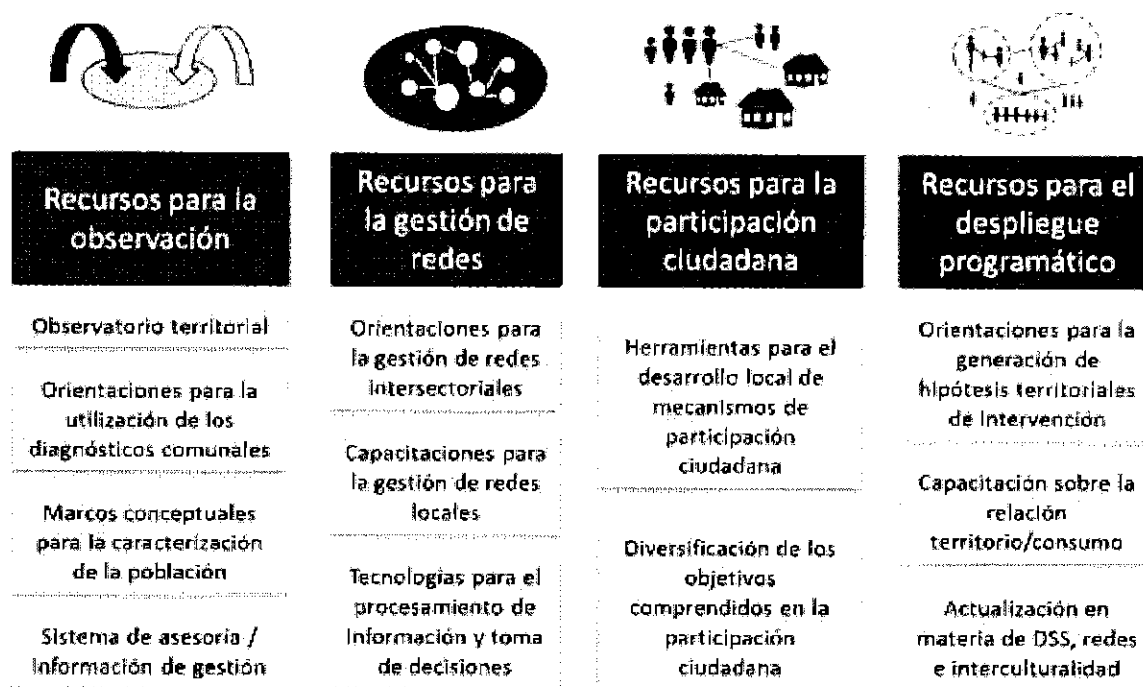 Recursos para la
observación
Observatorio territorial
Orientaciones para la
utilización de los
diagnósticos comunales
Marcos conceptuales
para la caracterización
de la población
Sistema de asesoría /
Información de gestión
Recursos para
la gestión de
redes
Orientaciones para
la gestión de redes
intersectoriales
Capacitaciones para
la gestión de redes
locales
Tecnologías para el
procesamiento de
información y toma
de decisiones
Recursos para la
participación
ciudadana
Herramientas para el
desarrollo local de
mecanismos de
participación
ciudadana
Diversificación de los
objetivos
comprendidos en la
participación
ciudadana
Recursos para el
despliegue
programático
Orientaciones para la
generación de
hipótesis territoriales
de intervención
Capacitación sobre la
relación
territorio/consumo
Actualización en
materia de DSS, redes
e interculturalidad